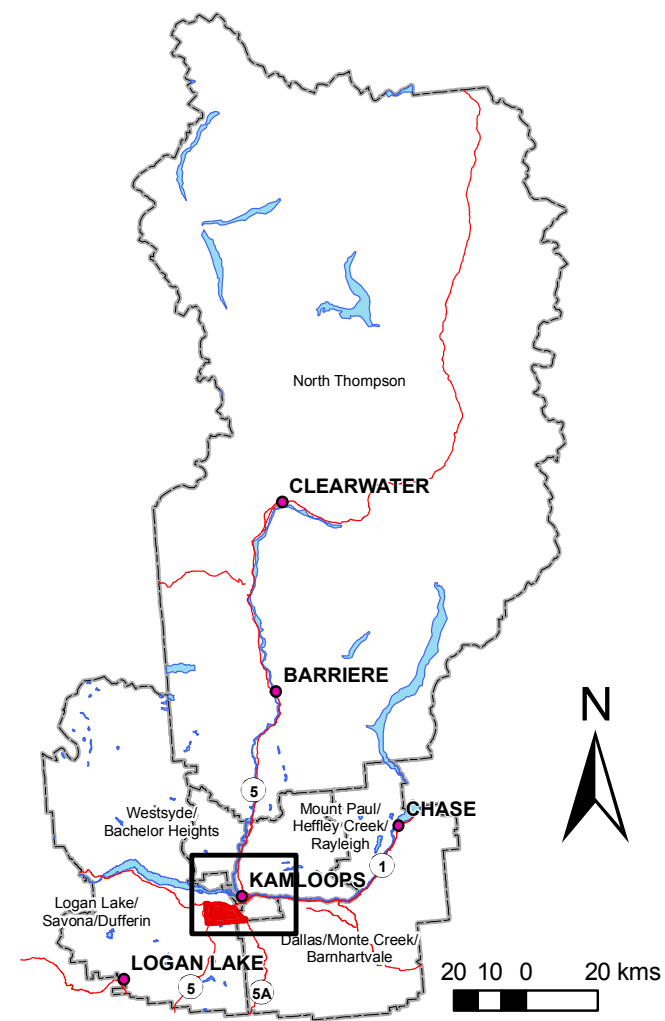 North Thompson
CLEARWATER
BARRIERE
N
5
Westsyde/
Bachelor Heights
Mount Paul/
Heffley Creek/
Rayleigh
CHASE
1
KAMLOOPS
Logan Lake/
Savona/Dufferin
Dallas/Monte Creek/
Barnhartvale
LOGAN LAKE
5
5A
20 10 0 20 kms